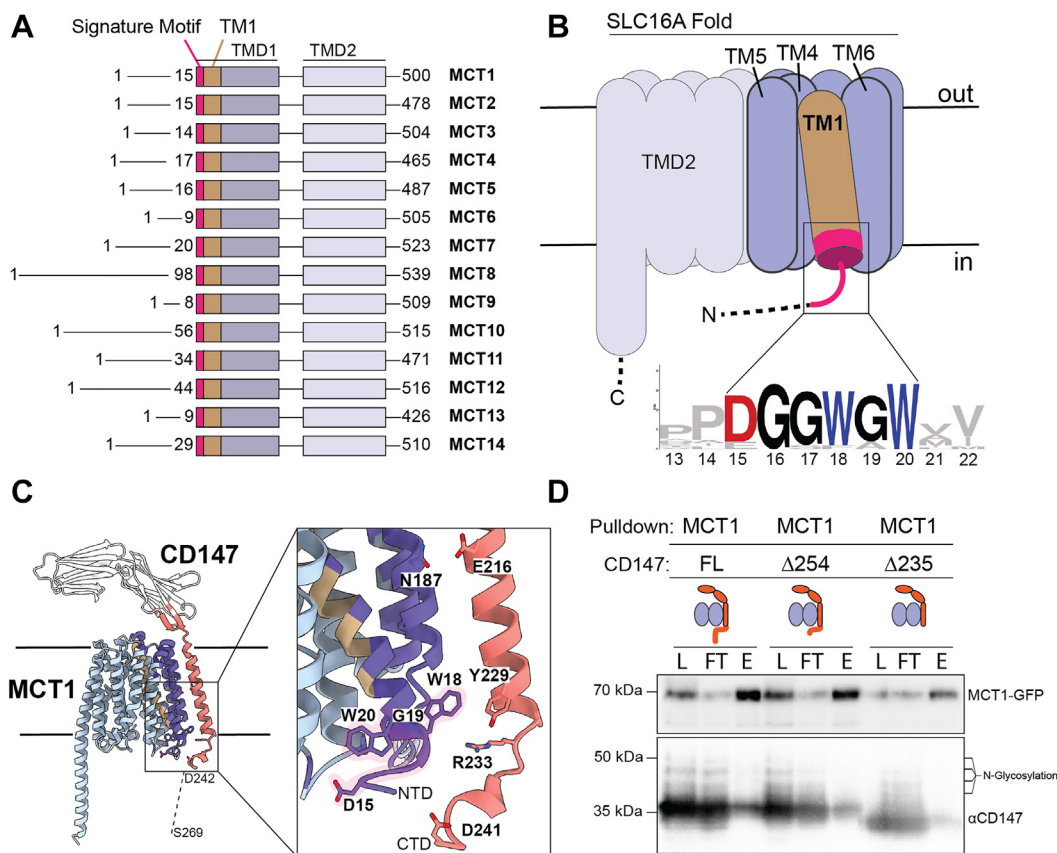 A
Signature Motif
TM1
TMD1
TMD2
1 15 500 MCT1
1 15 478 MCT2
1 14 504 MCT3
1 17 465 MCT4
1 16 487 MCT5
1 9 505 MCT6
1 20 523 MCT7
1 98 539 MCT8
1 8 509 MCT9
1 56 515 MCT10
1 34 471 MCT11
1 44 516 MCT12
1 9 426 MCT13
1 29 510 MCT14
B
SLC16A Fold
TM5
TM4
TM6
out
TM1
TMD2
in
N
C
P P D G G W G W X V
13 14 15 16 17 18 19 20 21 22
C
CD147
MCT1
D242
S269
E216
N187
W18
Y229
W20
G19
R233
D15
NTD
D241
CTD
D
Pulldown: MCT1 MCT1 MCT1
CD147: FL Δ254 Δ235
L FT E L FT E L FT E
70 kDa
MCT1-GFP
50 kDa
N-Glycosylation
35 kDa
αCD147